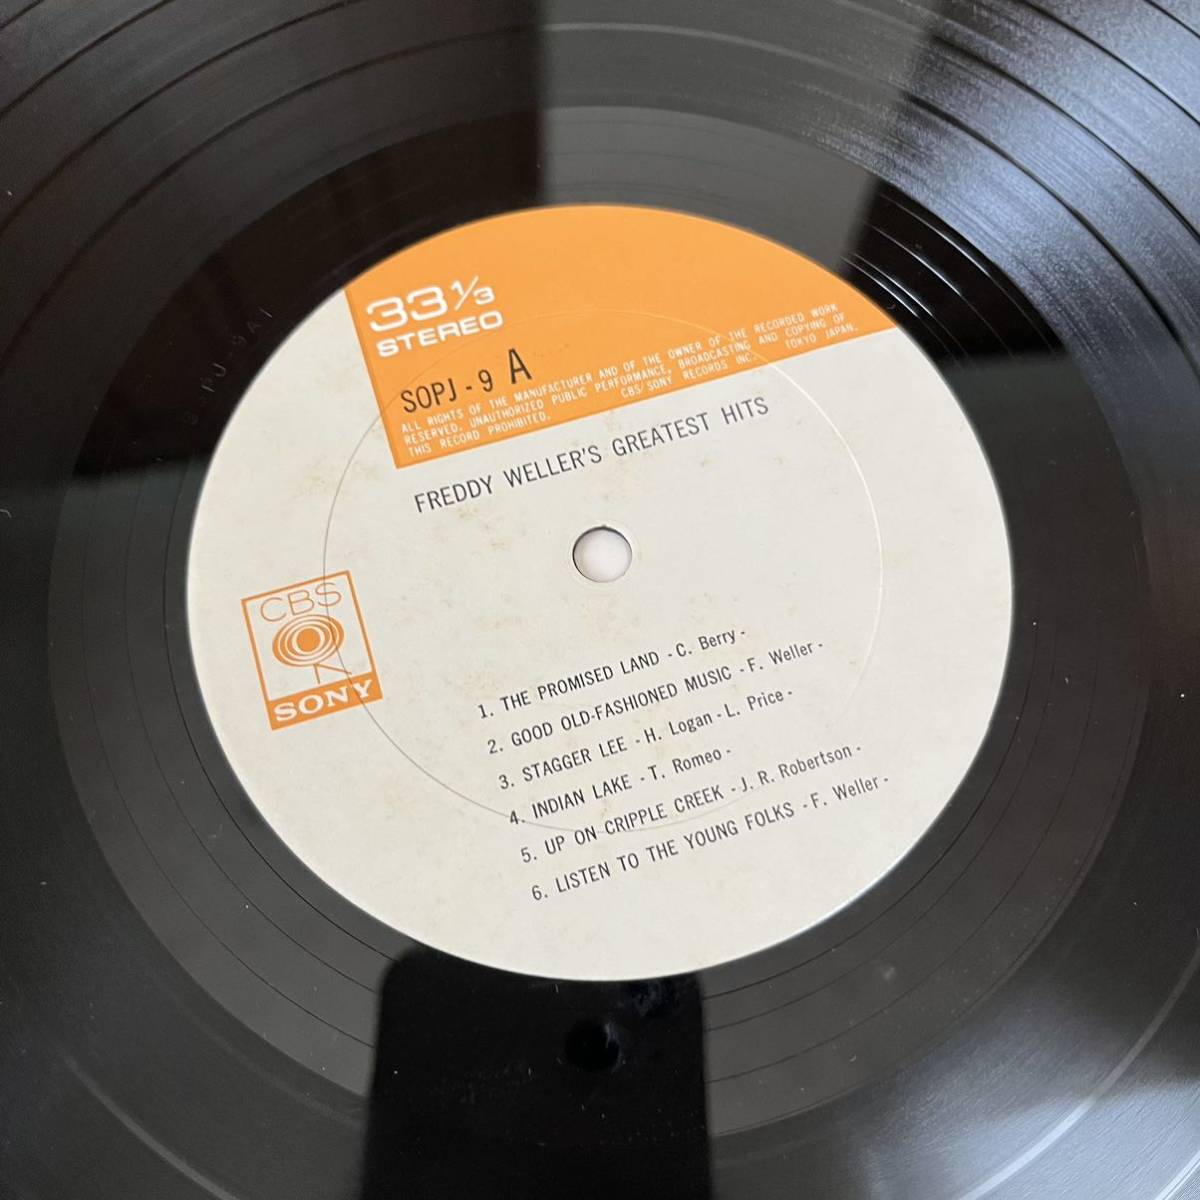 33 1/3
STEREO
SOPJ - 9 A
ALL RIGHTS OF THE MANUFACTURER AND OF THE OWNER OF THE RECORDED WORK
RESERVED. UNAUTHORIZED PUBLIC PERFORMANCE, BROADCASTING AND COPYING OF
THIS RECORD PROHIBITED. CBS/SONY RECORDS INC. TOKYO JAPAN.
FREDDY WELLER'S GREATEST HITS
CBS
SONY
1. THE PROMISED LAND - C. Berry -
2. GOOD OLD-FASHIONED MUSIC - F. Weller -
3. STAGGER LEE - H. Logan - L. Price -
4. INDIAN LAKE - T. Romeo -
5. UP ON CRIPPLE CREEK - J. R. Robertson -
6. LISTEN TO THE YOUNG FOLKS - F. Weller -